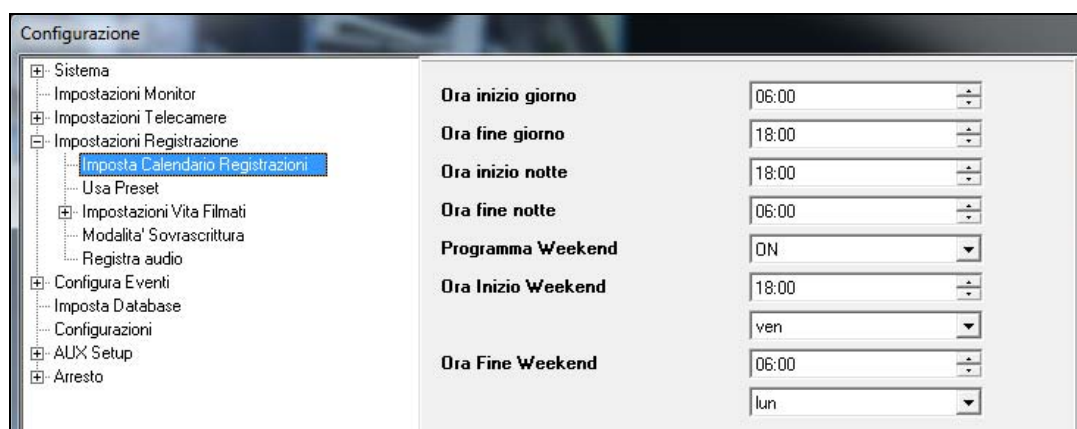 Configurazione
Sistema
Impostazioni Monitor
Impostazioni Telecamere
Impostazioni Registrazione
Imposta Calendario Registrazioni
Usa Preset
Impostazioni Vita Filmati
Modalita' Sovrascrittura
Registra audio
Configura Eventi
Imposta Database
Configurazioni
AUX Setup
Arresto
Ora inizio giorno 06:00
Ora fine giorno 18:00
Ora inizio notte 18:00
Ora fine notte 06:00
Programma Weekend ON
Ora Inizio Weekend 18:00
ven
Ora Fine Weekend 06:00
lun